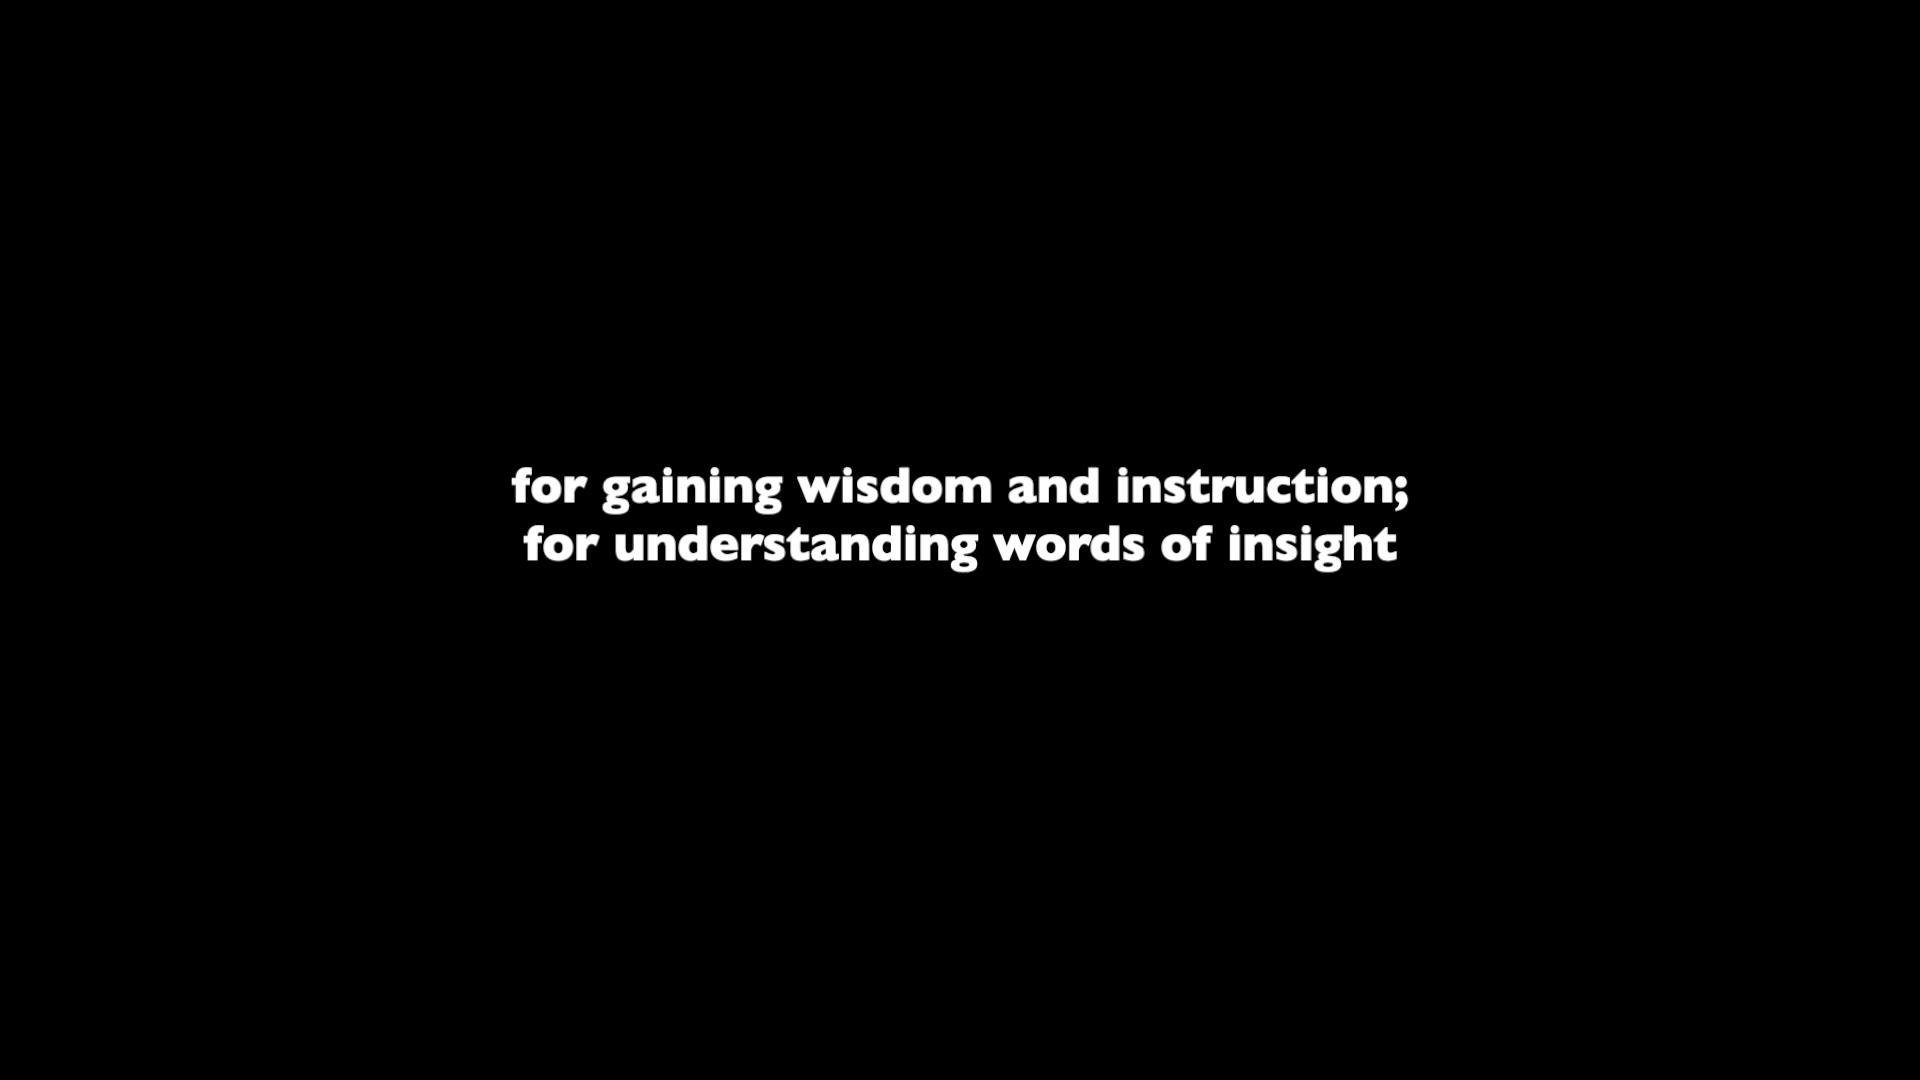 for gaining wisdom and instruction;
for understanding words of insight